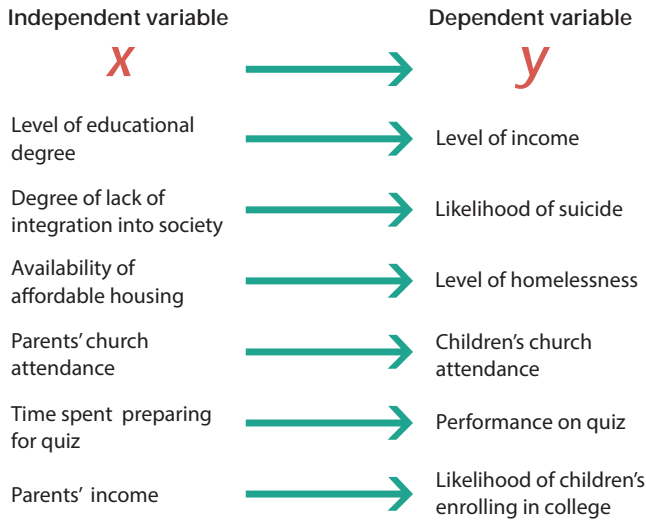 Independent variable
Dependent variable
x
y
Level of educational
degree
Level of income
Degree of lack of
integration into society
Likelihood of suicide
Availability of
affordable housing
Level of homelessness
Parents' church
attendance
Children's church
attendance
Time spent preparing
for quiz
Performance on quiz
Parents' income
Likelihood of children's
enrolling in college